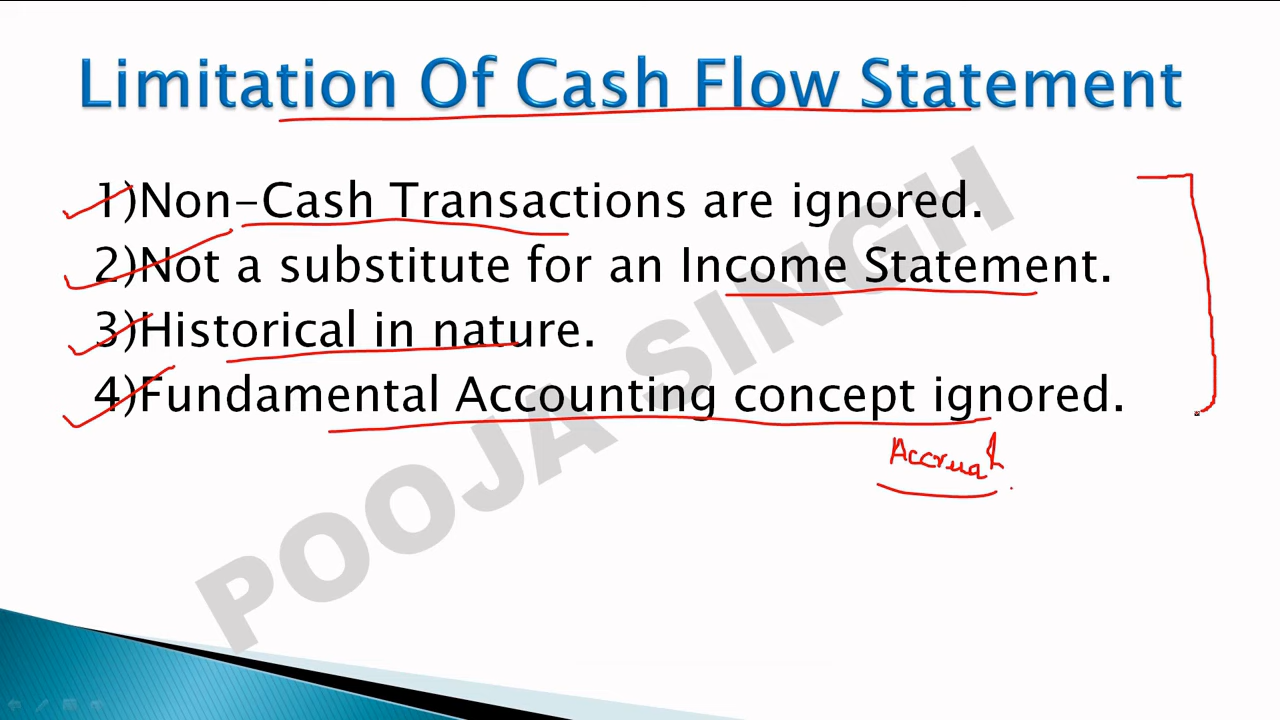 Limitation Of Cash Flow Statement
1)Non-Cash Transactions are ignored.
2)Not a substitute for an Income Statement.
3)Historical in nature.
4)Fundamental Accounting concept ignored.
Accrual
POOJA SINGH